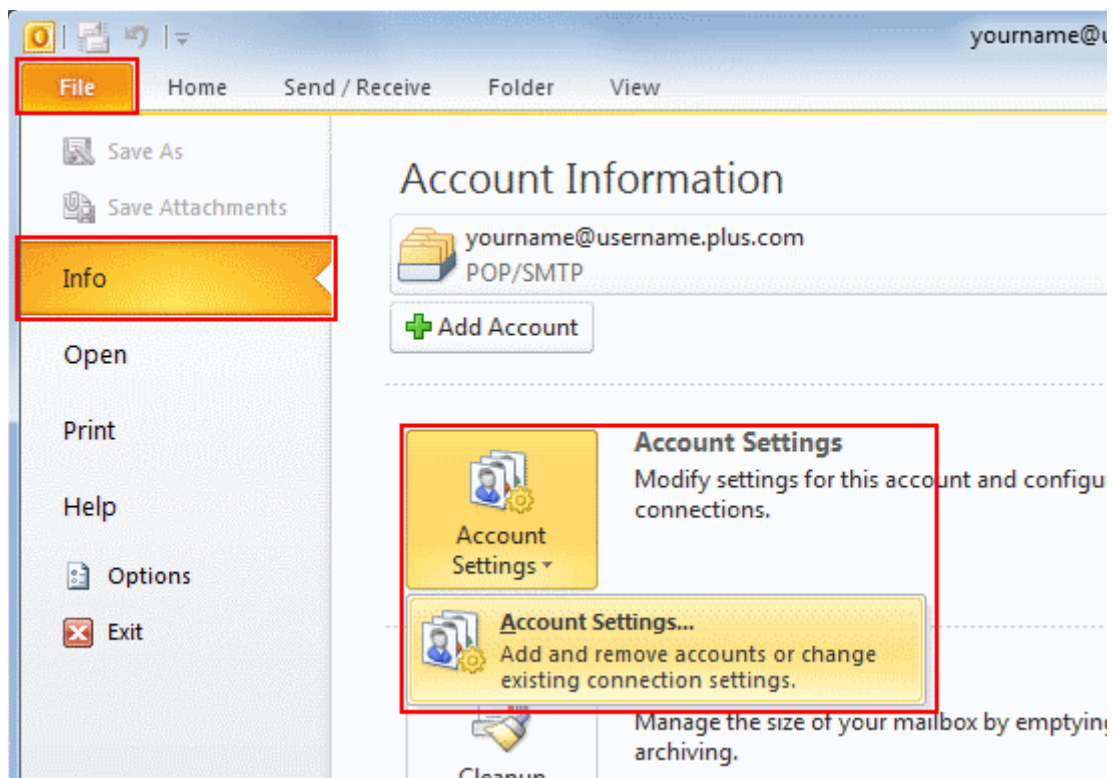 yourname@u
File Home Send / Receive Folder View
Save As
Save Attachments
Info
Open
Print
Help
Options
Exit
Account Information
yourname@username.plus.com
POP/SMTP
Add Account
Account
Settings
Account Settings
Modify settings for this account and configu
connections.
Account Settings...
Add and remove accounts or change
existing connection settings.
Cleanup
Manage the size of your mailbox by emptying
archiving.